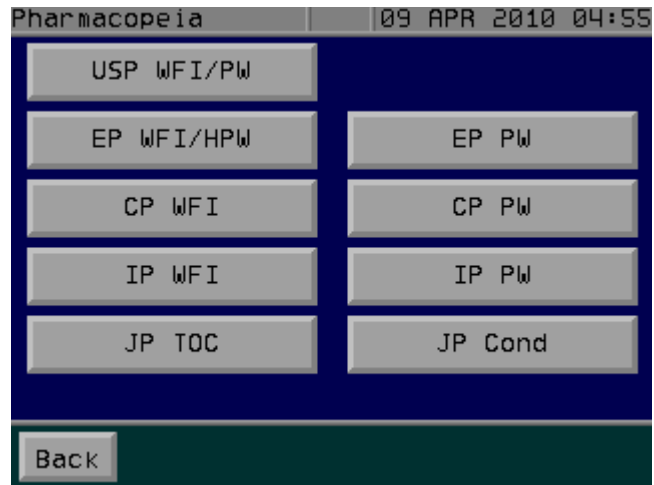 Pharmacopeia 09 APR 2010 04:55
USP WFI/PW
EP WFI/HPW EP PW
CP WFI CP PW
IP WFI IP PW
JP TOC JP Cond
Back